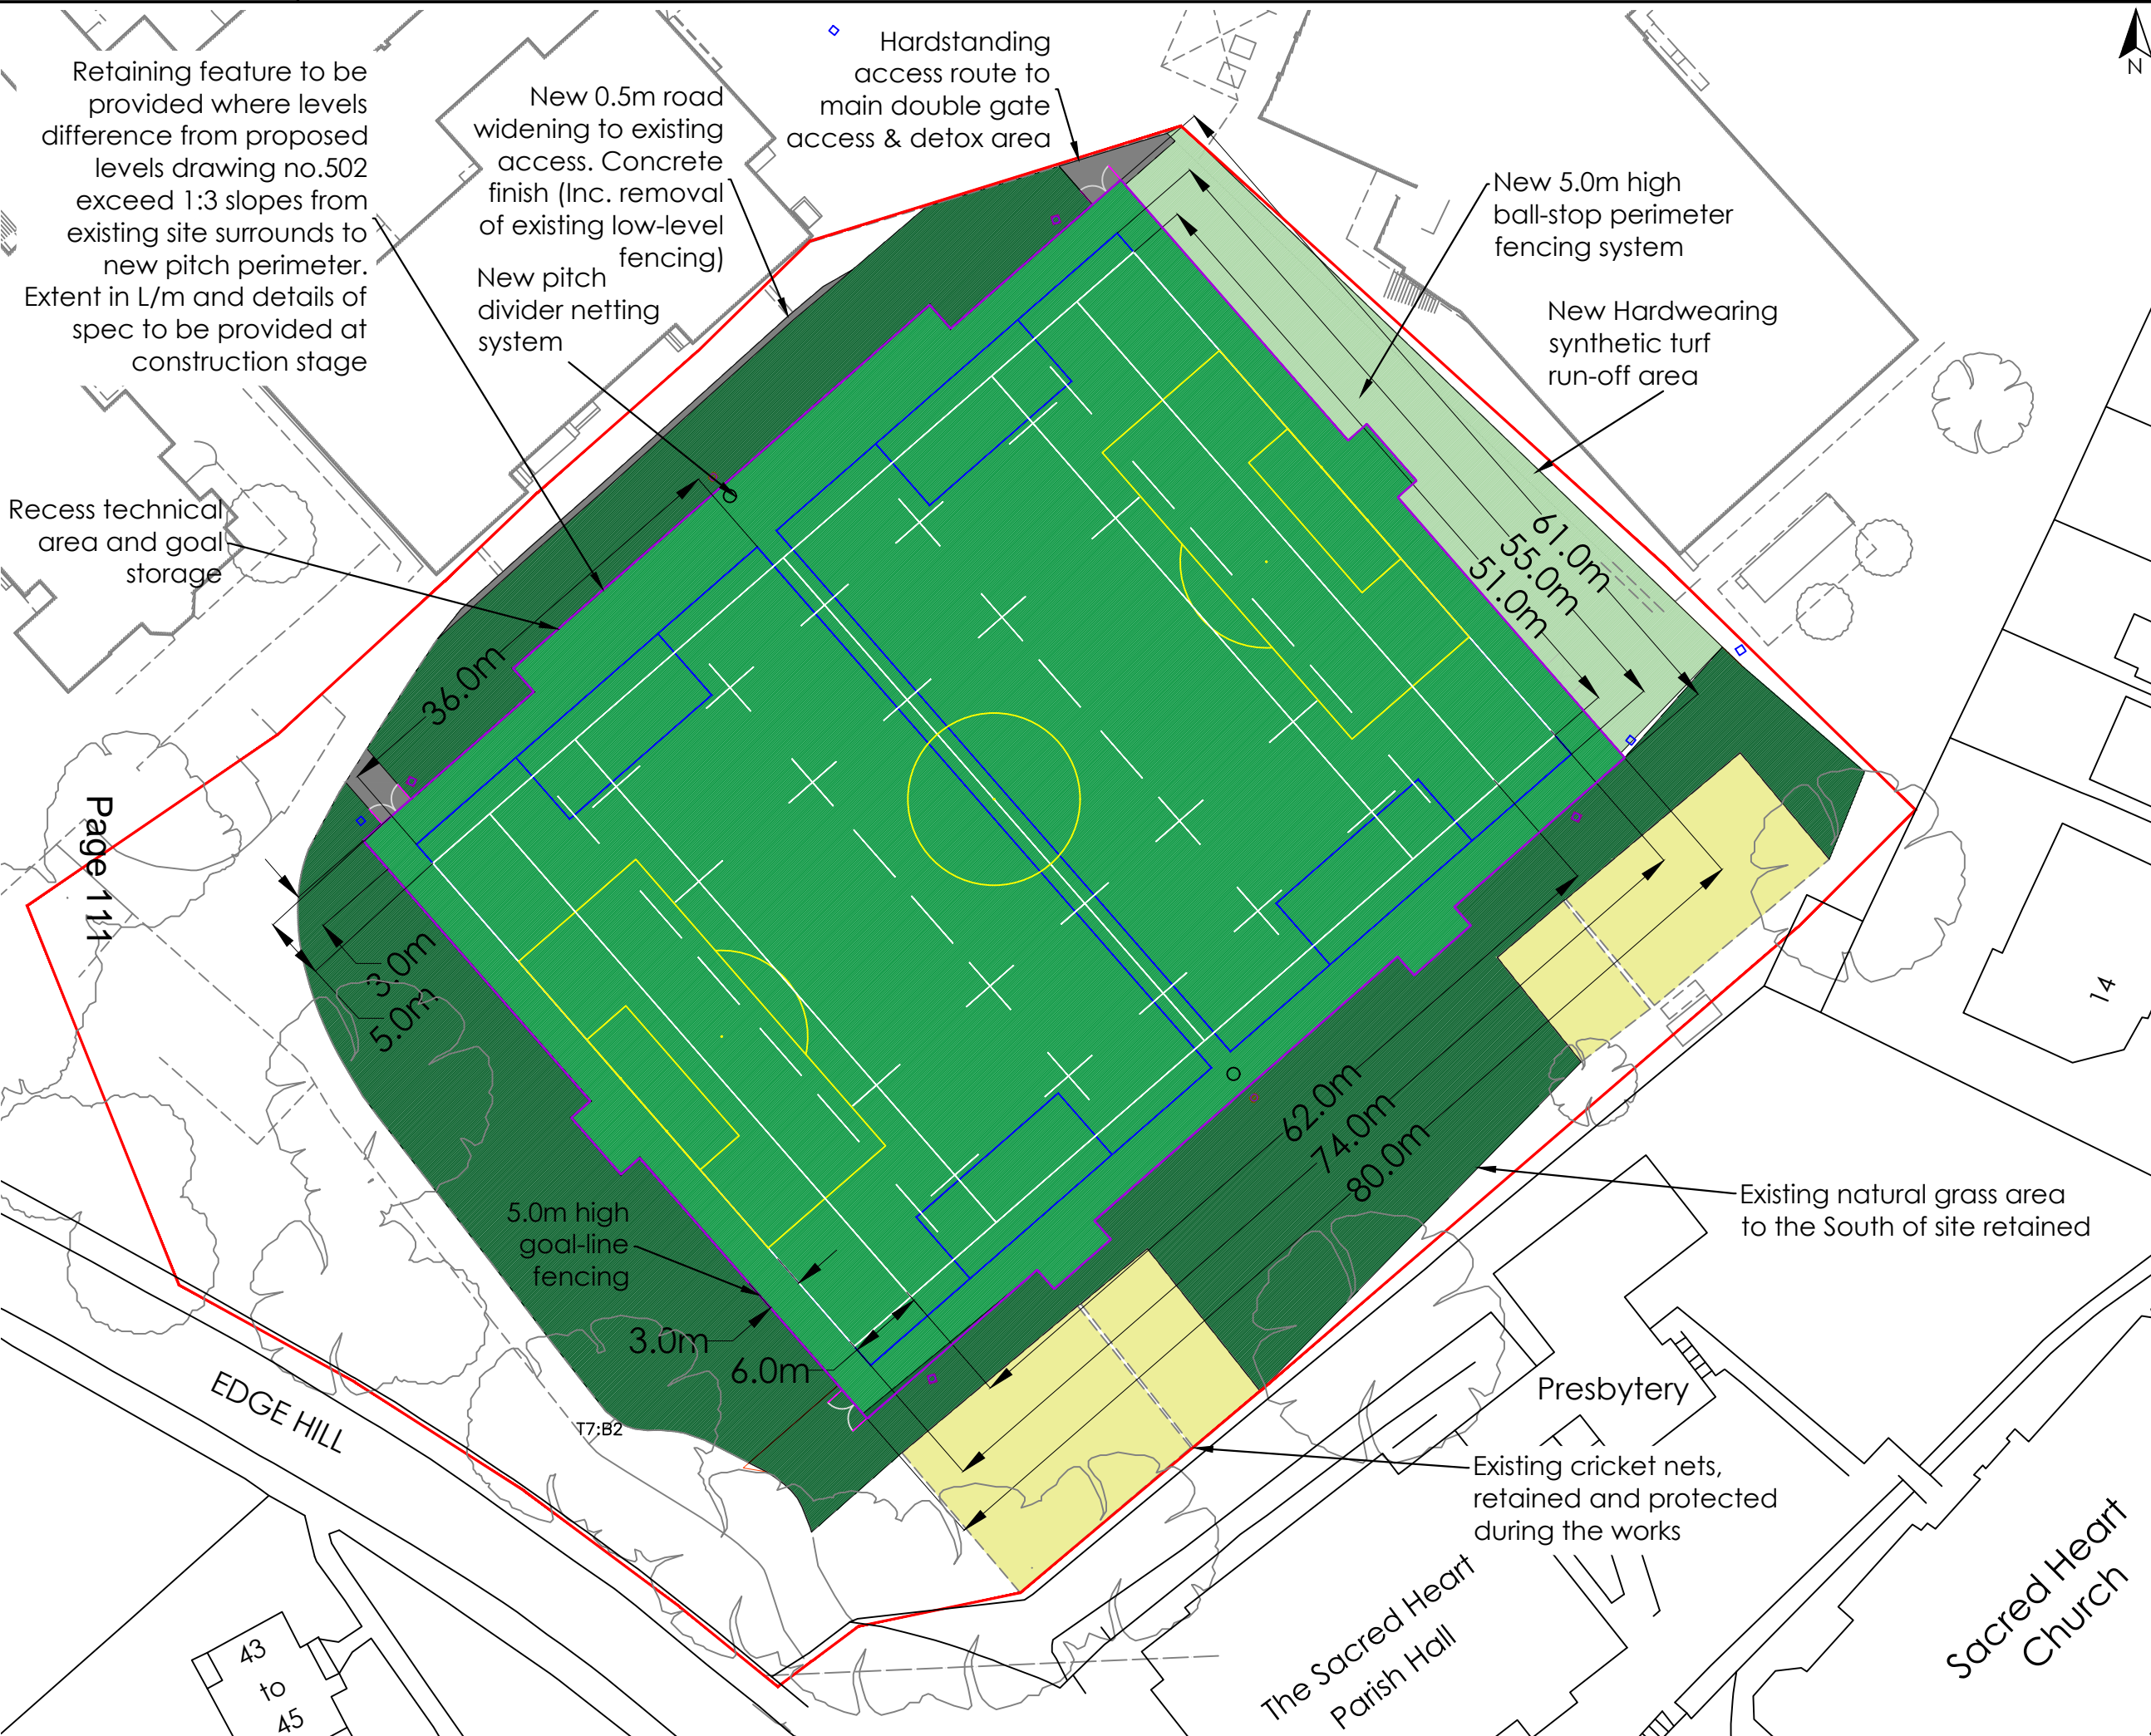 Retaining feature to be
provided where levels
difference from proposed
levels drawing no.502
exceed 1:3 slopes from
existing site surrounds to
new pitch perimeter.
Extent in L/m and details of
spec to be provided at
construction stage
New 0.5m road
widening to existing
access. Concrete
finish (Inc. removal
of existing low-level
fencing)
New pitch
divider netting
system
Hardstanding
access route to
main double gate
access & detox area
N
New 5.0m high
ball-stop perimeter
fencing system
New Hardwearing
synthetic turf
run-off area
Recess technical
area and goal
storage
36.0m
61.0m
55.0m
51.0m
Page 111
3.0m
5.0m
14
62.0m
74.0m
80.0m
Existing natural grass area
to the South of site retained
5.0m high
goal-line
fencing
3.0m
6.0m
T7:B2
EDGE HILL
Presbytery
Existing cricket nets,
retained and protected
during the works
The Sacred Heart
Parish Hall
Sacred Heart
Church
43
to
45